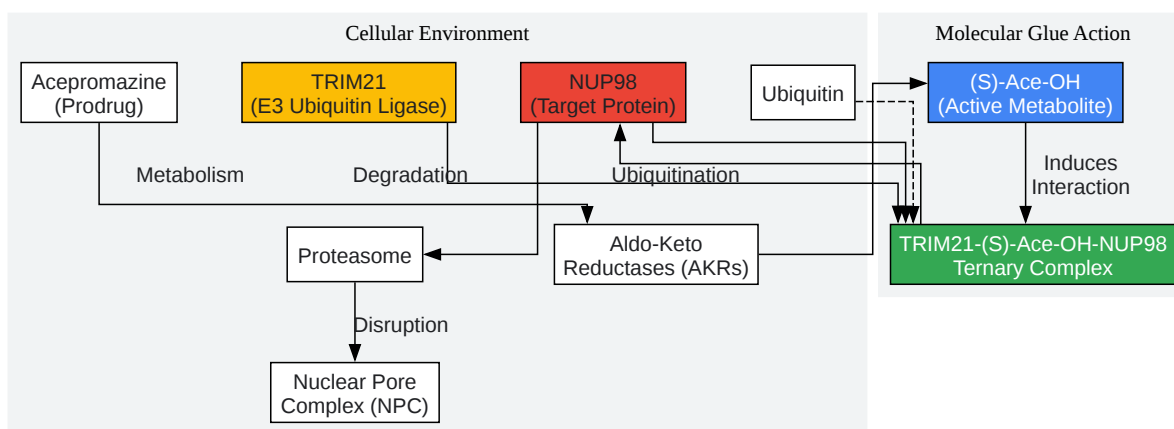 Cellular Environment
Molecular Glue Action
Acepromazine
(Prodrug)
TRIM21
(E3 Ubiquitin Ligase)
NUP98
(Target Protein)
Ubiquitin
(S)-Ace-OH
(Active Metabolite)
Metabolism
Degradation
Ubiquitination
Induces
Interaction
Proteasome
Aldo-Keto
Reductases (AKRs)
TRIM21-(S)-Ace-OH-NUP98
Ternary Complex
Disruption
Nuclear Pore
Complex (NPC)